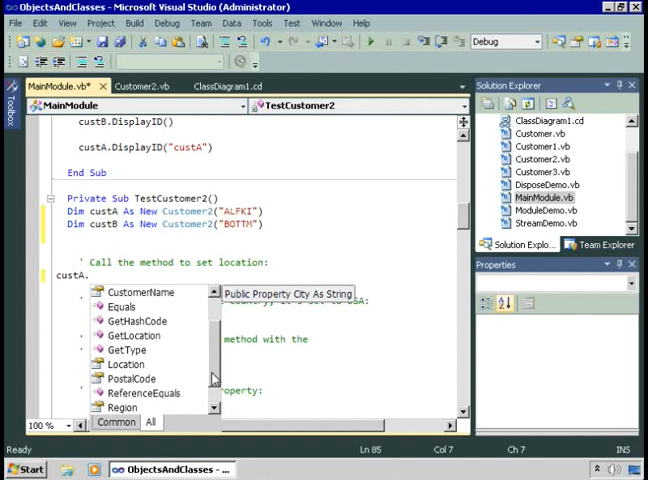 ObjectsAndClasses - Microsoft Visual Studio (Administrator)
File Edit View Project Build Debug Team Data Tools Test Window Help
Debug
MainModule.vb* Customer2.vb ClassDiagram1.cd
MainModule TestCustomer2
Toolbox
custB.DisplayID()
custA.DisplayID("custA")
End Sub
Private Sub TestCustomer2()
Dim custA As New Customer2("ALFKI")
Dim custB As New Customer2("BOTTM")
' Call the method to set location:
custA.
CustomerName
Equals
GetHashCode
GetLocation
GetType
Location
PostalCode
ReferenceEquals
Region
Common All
Public Property City As String
method with the
property:
100 %
Solution Explorer
ClassDiagram1.cd
Customer.vb
Customer1.vb
Customer2.vb
Customer3.vb
DisposeDemo.vb
MainModule.vb
ModuleDemo.vb
StreamDemo.vb
Solution Explo... Team Explorer
Properties
Ready Ln 85 Col 7 Ch 7 INS
Start ObjectsAndClasses - ...